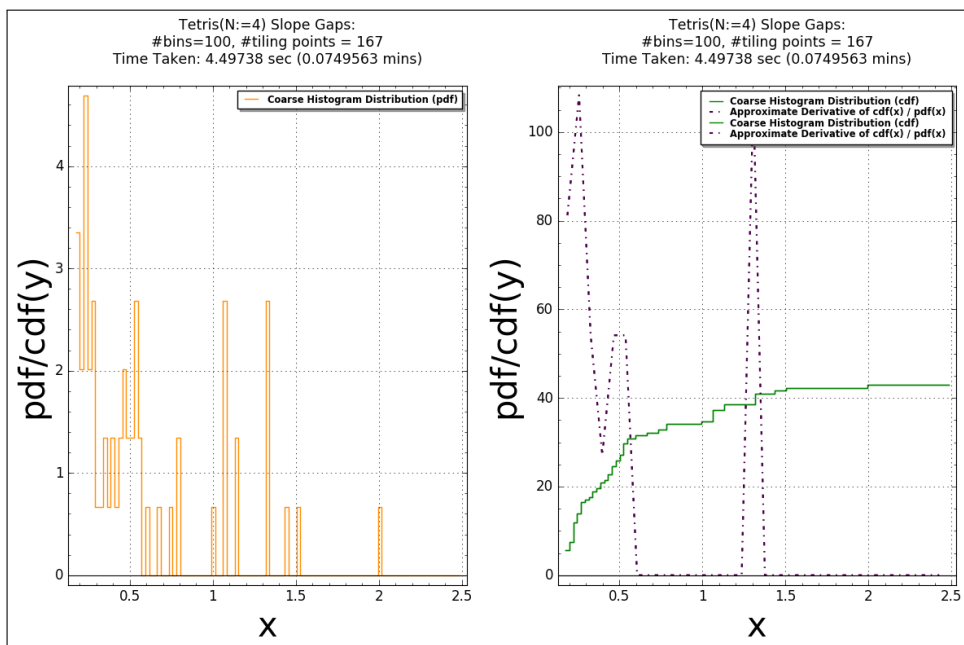 Tetris(N:=4) Slope Gaps:
#bins=100, #tiling points = 167
Time Taken: 4.49738 sec (0.0749563 mins)
Coarse Histogram Distribution (pdf)
pdf/cdf(y)
4
3
2
1
0
0.5
1
1.5
2
2.5
x
Tetris(N:=4) Slope Gaps:
#bins=100, #tiling points = 167
Time Taken: 4.49738 sec (0.0749563 mins)
Coarse Histogram Distribution (cdf)
Approximate Derivative of cdf(x) / pdf(x)
Coarse Histogram Distribution (cdf)
Approximate Derivative of cdf(x) / pdf(x)
pdf/cdf(y)
100
80
60
40
20
0
0.5
1
1.5
2
2.5
x